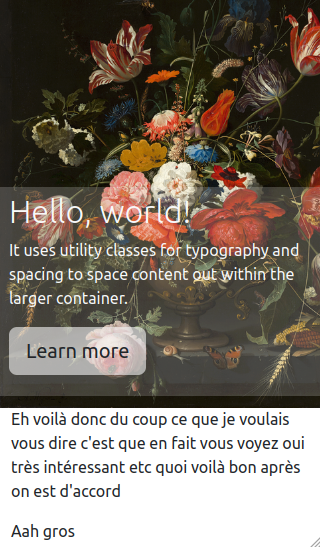 Hello, world!
It uses utility classes for typography and
spacing to space content out within the
larger container.
Learn more
Eh voilà donc du coup ce que je voulais
vous dire c'est que en fait vous voyez oui
très intéressant etc quoi voilà bon après
on est d'accord
Aah gros